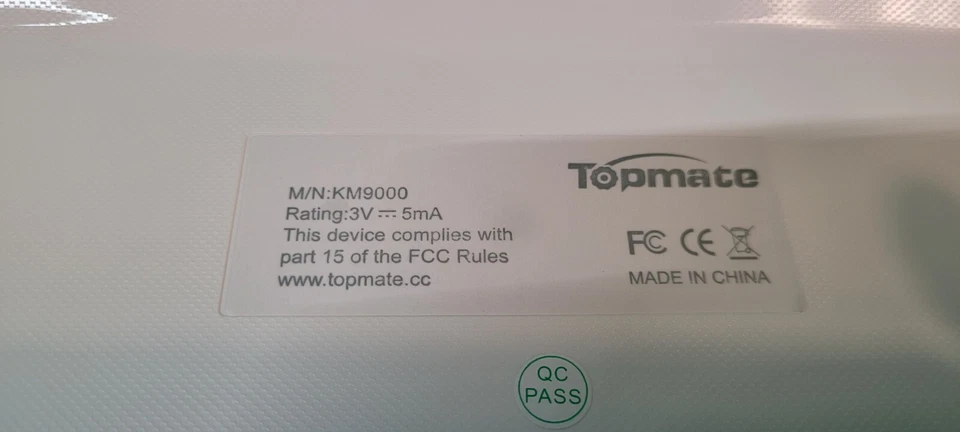 Topmate
M/N:KM9000
Rating:3V ⎓ 5mA
This device complies with
part 15 of the FCC Rules
www.topmate.cc
FC CE
MADE IN CHINA
QC
PASS